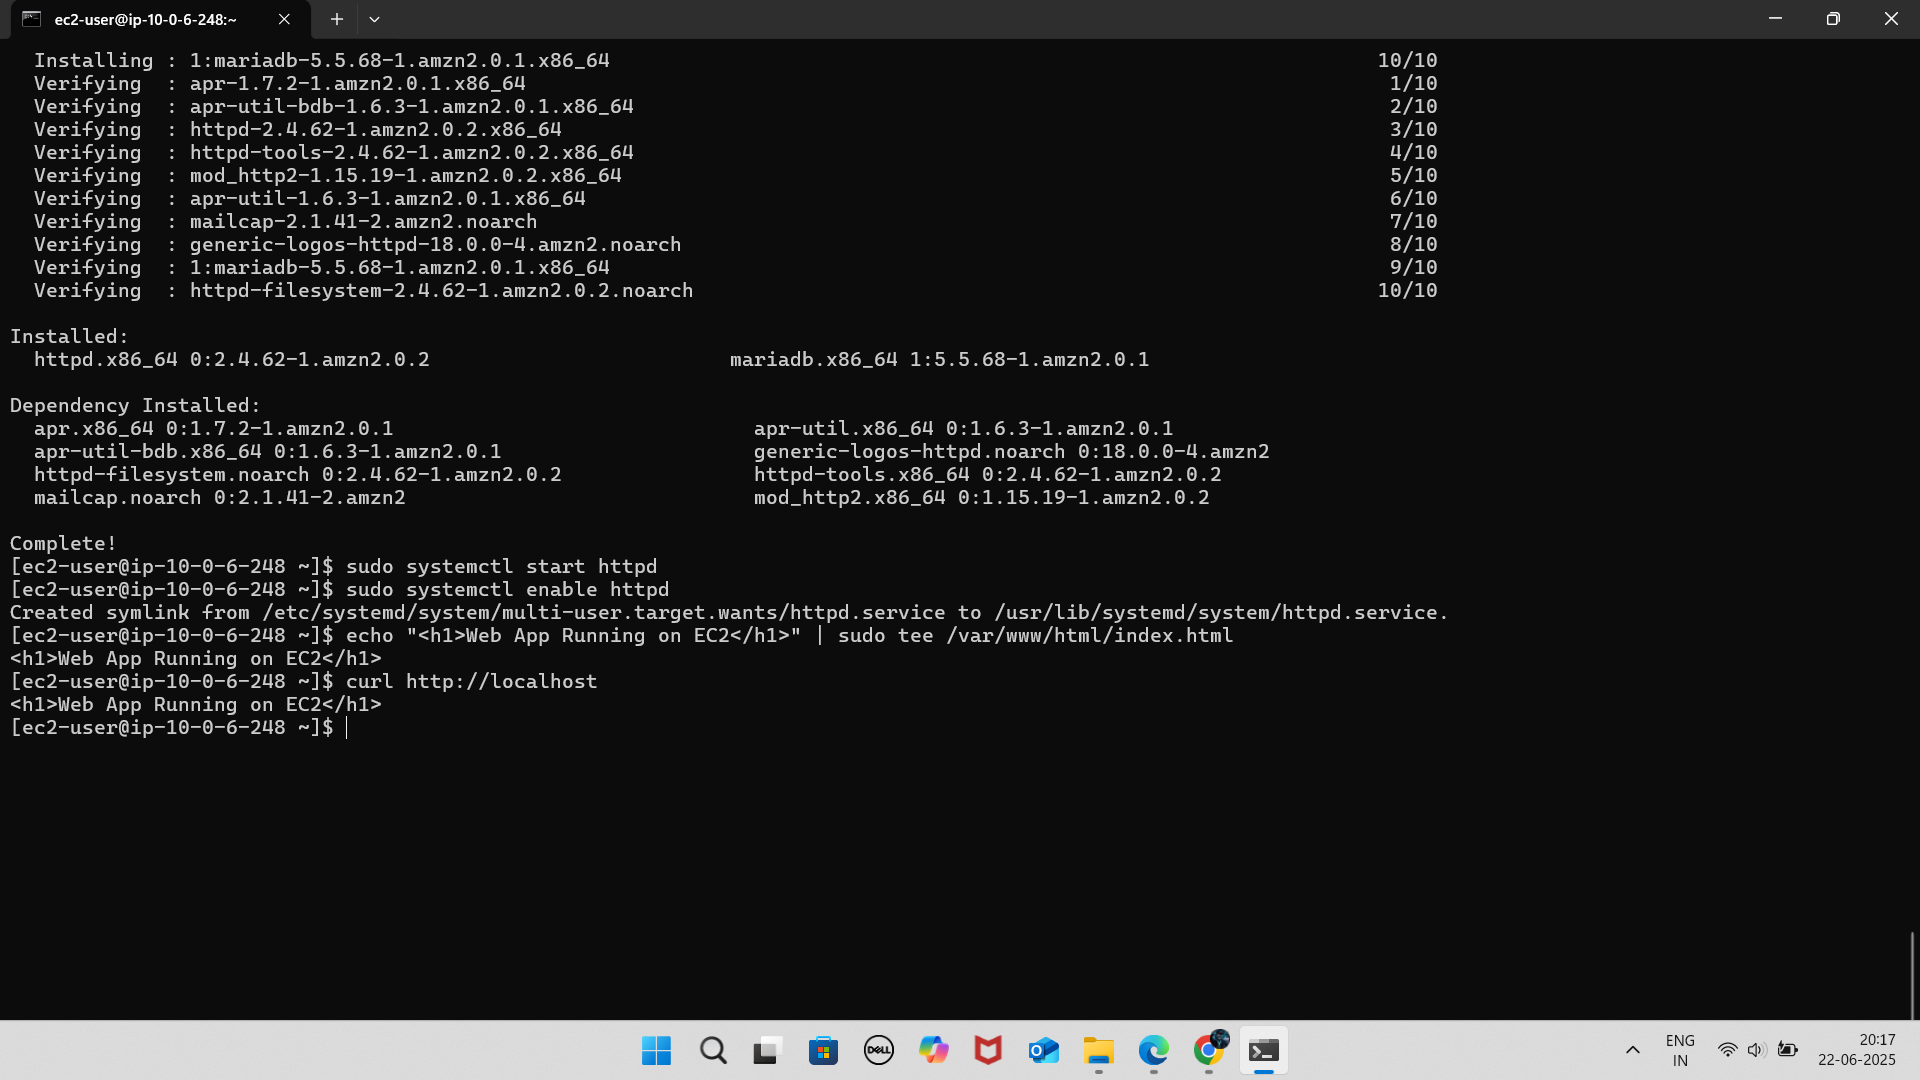 ec2-user@ip-10-0-6-248:~
Installing : 1:mariadb-5.5.68-1.amzn2.0.1.x86_64 10/10
Verifying : apr-1.7.2-1.amzn2.0.1.x86_64 1/10
Verifying : apr-util-bdb-1.6.3-1.amzn2.0.1.x86_64 2/10
Verifying : httpd-2.4.62-1.amzn2.0.2.x86_64 3/10
Verifying : httpd-tools-2.4.62-1.amzn2.0.2.x86_64 4/10
Verifying : mod_http2-1.15.19-1.amzn2.0.2.x86_64 5/10
Verifying : apr-util-1.6.3-1.amzn2.0.1.x86_64 6/10
Verifying : mailcap-2.1.41-2.amzn2.noarch 7/10
Verifying : generic-logos-httpd-18.0.0-4.amzn2.noarch 8/10
Verifying : 1:mariadb-5.5.68-1.amzn2.0.1.x86_64 9/10
Verifying : httpd-filesystem-2.4.62-1.amzn2.0.2.noarch 10/10
Installed:
httpd.x86_64 0:2.4.62-1.amzn2.0.2 mariadb.x86_64 1:5.5.68-1.amzn2.0.1
Dependency Installed:
apr.x86_64 0:1.7.2-1.amzn2.0.1 apr-util.x86_64 0:1.6.3-1.amzn2.0.1
apr-util-bdb.x86_64 0:1.6.3-1.amzn2.0.1 generic-logos-httpd.noarch 0:18.0.0-4.amzn2
httpd-filesystem.noarch 0:2.4.62-1.amzn2.0.2 httpd-tools.x86_64 0:2.4.62-1.amzn2.0.2
mailcap.noarch 0:2.1.41-2.amzn2 mod_http2.x86_64 0:1.15.19-1.amzn2.0.2
Complete!
[ec2-user@ip-10-0-6-248 ~]$ sudo systemctl start httpd
[ec2-user@ip-10-0-6-248 ~]$ sudo systemctl enable httpd
Created symlink from /etc/systemd/system/multi-user.target.wants/httpd.service to /usr/lib/systemd/system/httpd.service.
[ec2-user@ip-10-0-6-248 ~]$ echo "<h1>Web App Running on EC2</h1>" | sudo tee /var/www/html/index.html
<h1>Web App Running on EC2</h1>
[ec2-user@ip-10-0-6-248 ~]$ curl http://localhost
<h1>Web App Running on EC2</h1>
[ec2-user@ip-10-0-6-248 ~]$
DELL
ENG
IN
20:17
22-06-2025